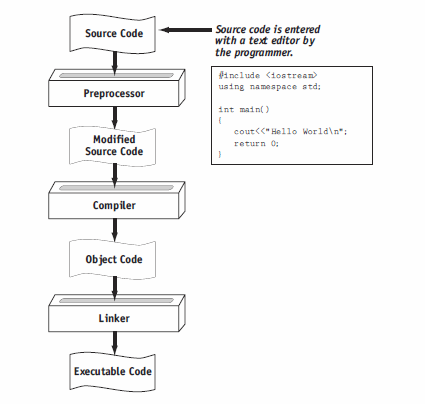 Source Code
Source code is entered
with a text editor by
the programmer.
#include <iostream>
using namespace std;
int main()
{
cout<<"Hello World\n";
return 0;
}
Preprocessor
Modified
Source Code
Compiler
Object Code
Linker
Executable Code